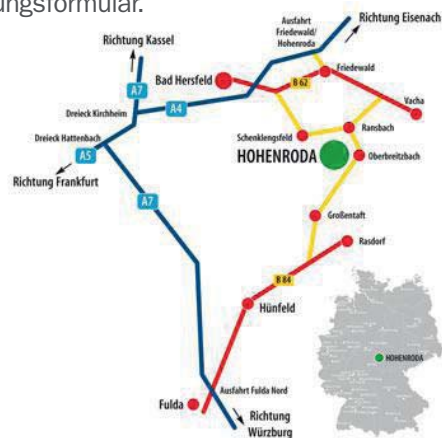 ungsformular.
Ausfahrt
Friedewald/
Hohenroda
Richtung Eisenach
Richtung Kassel
Bad Hersfeld
B 62
Friedewald
A7
A4
Vacha
Dreieck Kirchheim
Schenklengsfeld
Ransbach
Dreieck Hattenbach
HOHENRODA
Oberbreitzbach
A5
Richtung Frankfurt
A7
Großentaft
Rasdorf
B 84
Hünfeld
HOHENRODA
Ausfahrt Fulda Nord
Fulda
Richtung
Würzburg